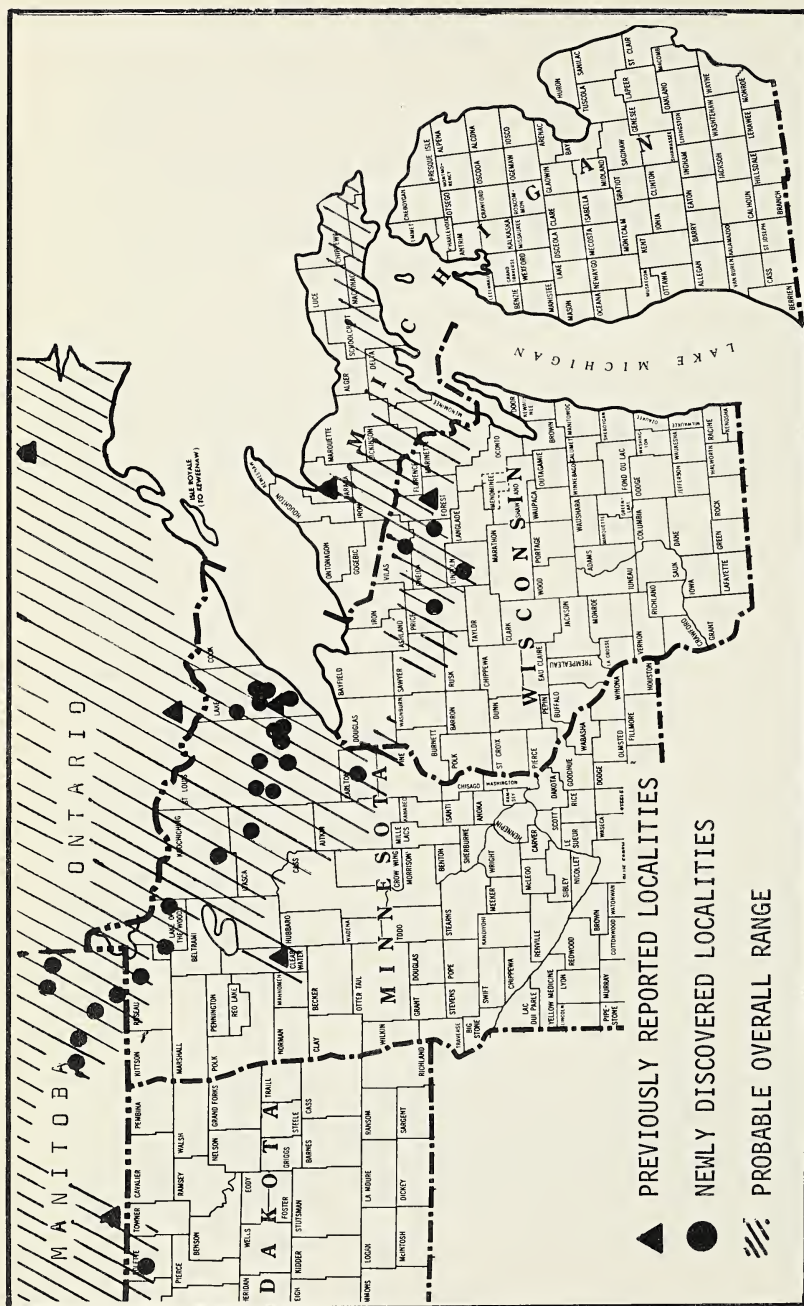 MANITOBA
ONTARIO
ISLE ROYALE
(TO KEWEENAW)
DAKOTA
TOWNER
CAVALIER
PEMBINA
PIERCE
BENSON
RAMSEY
WALSH
NELSON
GRAND FORKS
SHERIDAN
WELLS
EDDY
FOSTER
GRIGGS
STEELE
TRAILL
KIDDER
STUTSMAN
BARNES
CASS
LOGAN
LA MOURE
RANSOM
RICHLAND
McINTOSH
DICKEY
SARGENT
MINNESOTA
KITTSON
ROSEAU
LAKE OF
THE WOODS
MARSHALL
BELTRAMI
KOOCHICHING
ST LOUIS
LAKE
COOK
PENNINGTON
RED LAKE
POLK
NORMAN
MAHNOMEN
CLEAR
WATER
HUBBARD
ITASCA
CASS
CLAY
BECKER
WADENA
CROW WING
AITKIN
CARLTON
PINE
WILKIN
OTTER TAIL
TODD
MORRISON
MILLE
LACS
KANABEC
GRANT
DOUGLAS
STEARNS
BENTON
SHERBURNE
ISANTI
CHISAGO
ANOKA
TRAVERSE
STEVENS
POPE
BIG
STONE
SWIFT
KANDIYOHI
MEEKER
WRIGHT
HENNEPIN
WASHINGTON
LAC
QUI PARLE
CHIPPEWA
RENVILLE
McLEOD
CARVER
SCOTT
DAKOTA
YELLOW MEDICINE
LINCOLN
LYON
REDWOOD
SIBLEY
NICOLLET
LE
SUEUR
RICE
GOODHUE
WABASHA
PIPE-
STONE
MURRAY
COTTONWOOD
BROWN
WATONWAN
WASECA
DODGE
OLMSTED
WINONA
FILLMORE
HOUSTON
WISCONSIN
DOUGLAS
BAYFIELD
ASHLAND
IRON
VILAS
BURNETT
WASHBURN
SAWYER
PRICE
ONEIDA
FOREST
FLORENCE
MARINETTE
POLK
BARRON
RUSK
TAYLOR
LINCOLN
LANGLADE
OCONTO
MENOMINEE
ST CROIX
DUNN
CHIPPEWA
CLARK
MARATHON
SHAWANO
DOOR
PIERCE
PEPIN
EAU CLAIRE
BUFFALO
TREMPEALEAU
JACKSON
WOOD
PORTAGE
WAUPACA
OUTAGAMIE
BROWN
LA CROSSE
MONROE
JUNEAU
ADAMS
WAUSHARA
WINNEBAGO
CALUMET
MANITOWOC
VERNON
MARQUETTE
FOND DU LAC
SHEBOYGAN
CRAWFORD
RICHLAND
SAUK
COLUMBIA
DODGE
GRANT
IOWA
DANE
JEFFERSON
WAUKESHA
MILWAUKEE
LAFAYETTE
GREEN
ROCK
WALWORTH
RACINE
KENOSHA
MICHIGAN
KEWEENAW
HOUGHTON
ONTONAGON
GOGEBIC
BARAGA
IRON
MARQUETTE
DICKINSON
MENOMINEE
ALGER
DELTA
SCHOOLCRAFT
LUCE
MACKINAC
CHIPPEWA
LAKE MICHIGAN
EMMET
CHEBOYGAN
PRESQUE ISLE
CHARLEVOIX
ANTRIM
OTSEGO
MONTMO-
RENCY
ALPENA
KALKASKA
CRAWFORD
OSCODA
ALCONA
BENZIE
GRAND
TRAVERSE
WEXFORD
MISSAUKEE
ROSCOM-
MON
OGEMAW
IOSCO
MANISTEE
LAKE
OSCEOLA
CLARE
GLADWIN
ARENAC
MASON
OCEANA
NEWAYGO
MECOSTA
ISABELLA
MIDLAND
BAY
HURON
MUSKEGON
MONTCALM
GRATIOT
SAGINAW
TUSCOLA
SANILAC
OTTAWA
KENT
IONIA
CLINTON
SHIAWASSEE
GENESEE
LAPEER
ST CLAIR
ALLEGAN
BARRY
EATON
INGHAM
LIVINGSTON
OAKLAND
MACOMB
VAN BUREN
KALAMAZOO
CALHOUN
JACKSON
WASHTENAW
WAYNE
BERRIEN
CASS
ST JOSEPH
BRANCH
HILLSDALE
LENAWEE
MONROE
PREVIOUSLY REPORTED LOCALITIES
NEWLY DISCOVERED LOCALITIES
PROBABLE OVERALL RANGE